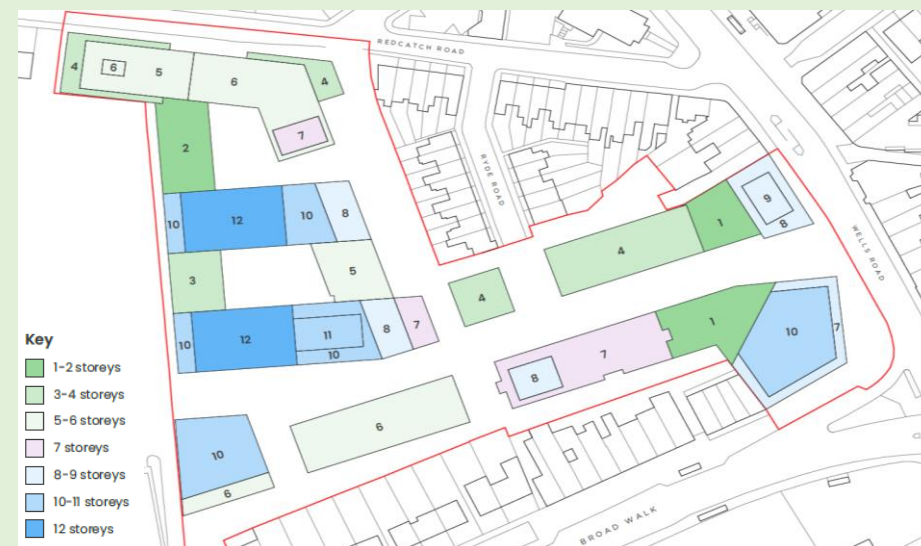 REDCATCH ROAD
4
6
5
6
4
7
2
RYDE ROAD
10
12
10
8
9
8
1
4
WELLS ROAD
3
5
4
10
12
11
10
8
7
1
10
7
7
8
Key
1-2 storeys
3-4 storeys
5-6 storeys
7 storeys
8-9 storeys
10-11 storeys
12 storeys
10
6
6
BROAD WALK